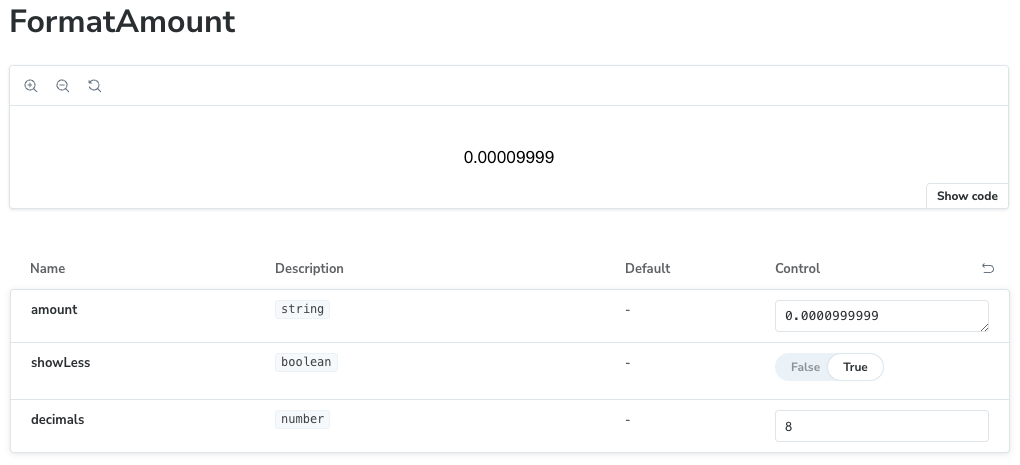 FormatAmount
0.00009999
Show code
Name Description Default Control
amount string - 0.0000999999
showLess boolean - False True
decimals number - 8